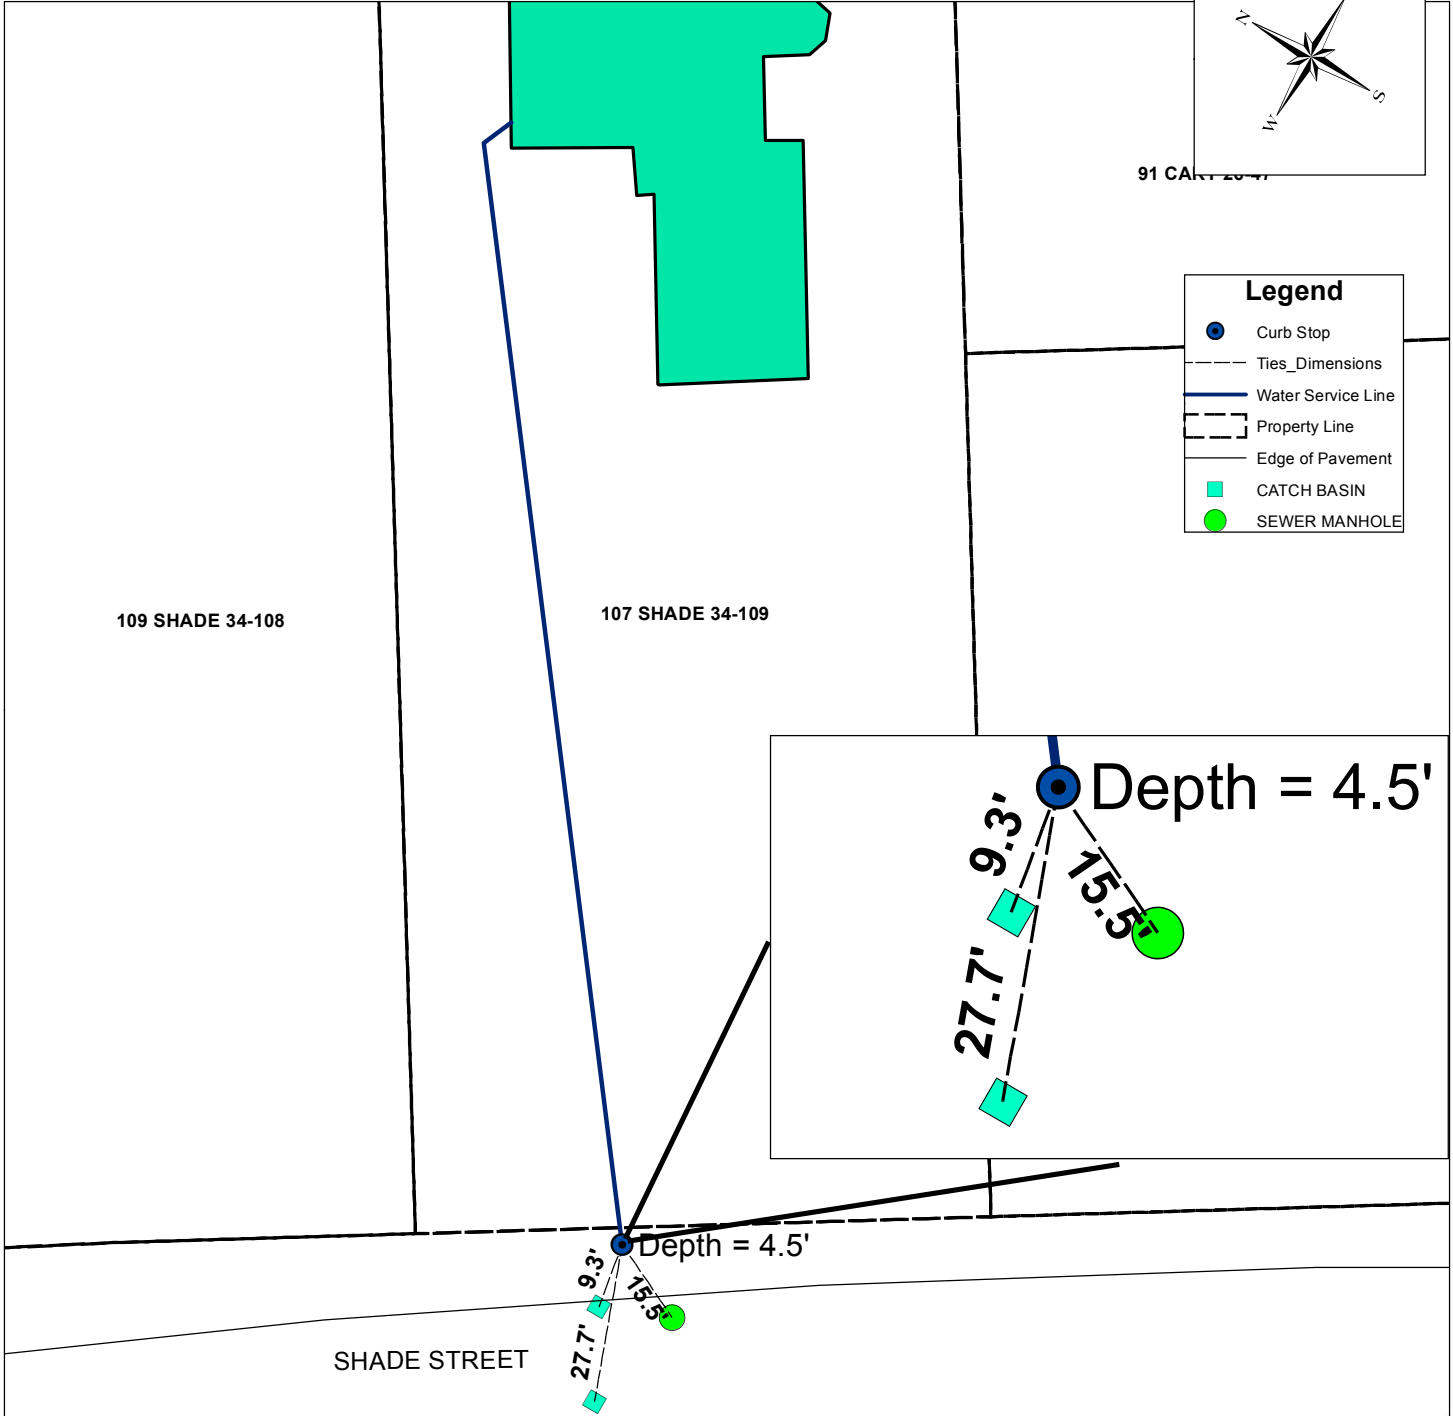 N
S
W
91
Legend
Curb Stop
Ties_Dimensions
Water Service Line
Property Line
Edge of Pavement
CATCH BASIN
SEWER MANHOLE
109 SHADE 34-108
107 SHADE 34-109
Depth = 4.5'
9.3'
15.5'
27.7'
Depth = 4.5'
9.3'
15.5'
27.7'
SHADE STREET